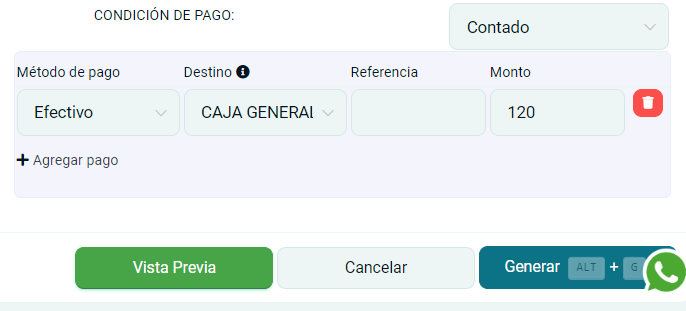 CONDICIÓN DE PAGO:
Contado
Método de pago Destino Referencia Monto
Efectivo CAJA GENERAL 120
+ Agregar pago
Vista Previa Cancelar Generar ALT + G